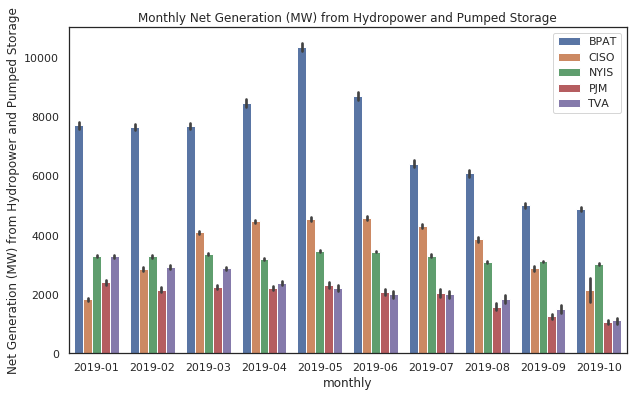 Monthly Net Generation (MW) from Hydropower and Pumped Storage
Net Generation (MW) from Hydropower and Pumped Storage
10000
8000
6000
4000
2000
0
BPAT
CISO
NYIS
PJM
TVA
2019-01 2019-02 2019-03 2019-04 2019-05 2019-06 2019-07 2019-08 2019-09 2019-10
monthly